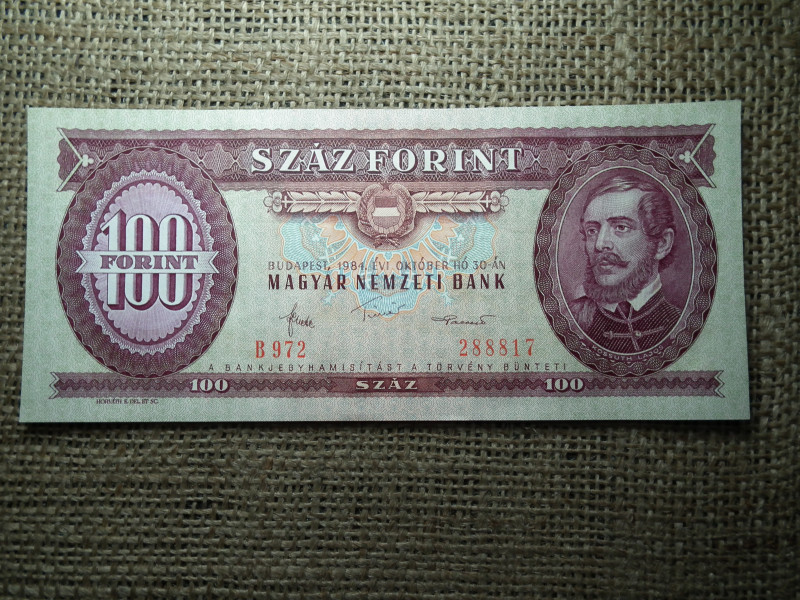 SZÁZ FORINT
100
FORINT
BUDAPEST, 1984. ÉVI OKTÓBER HÓ 30-ÁN
MAGYAR NEMZETI BANK
B 972 288817
KOSSUTH LAJOS
A BANKJEGYHAMISÍTÁST A TÖRVÉNY BÜNTETI
100 SZÁZ 100